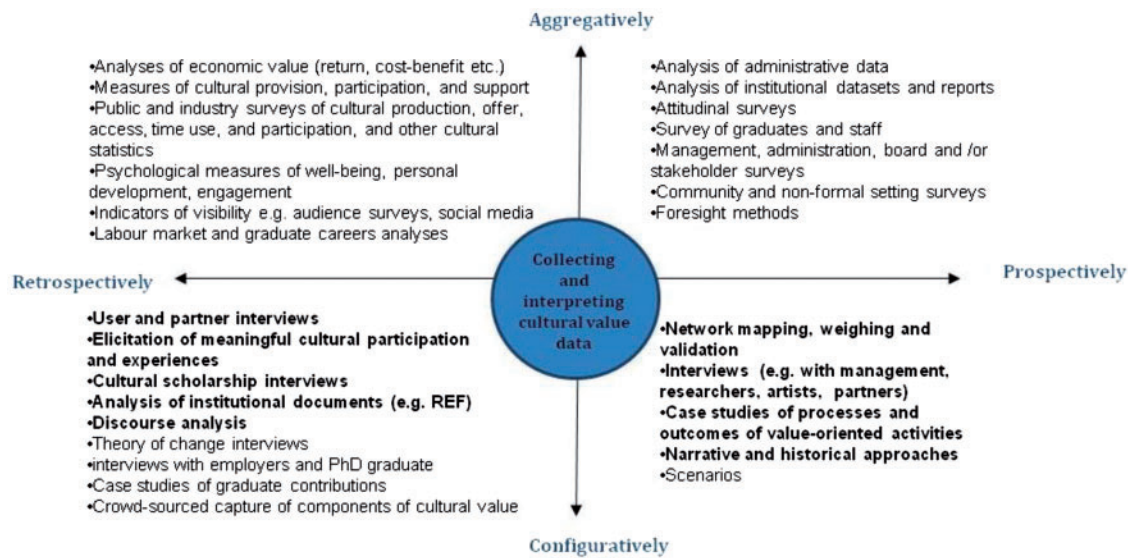 Aggregatively
•Analyses of economic value (return, cost-benefit etc.)
•Measures of cultural provision, participation, and support
•Public and industry surveys of cultural production, offer,
access, time use, and participation, and other cultural
statistics
•Psychological measures of well-being, personal
development, engagement
•Indicators of visibility e.g. audience surveys, social media
•Labour market and graduate careers analyses
•Analysis of administrative data
•Analysis of institutional datasets and reports
•Attitudinal surveys
•Survey of graduates and staff
•Management, administration, board and /or
stakeholder surveys
•Community and non-formal setting surveys
•Foresight methods
Retrospectively
Collecting
and
interpreting
cultural value
data
Prospectively
•User and partner interviews
•Elicitation of meaningful cultural participation
and experiences
•Cultural scholarship interviews
•Analysis of institutional documents (e.g. REF)
•Discourse analysis
•Theory of change interviews
•interviews with employers and PhD graduate
•Case studies of graduate contributions
•Crowd-sourced capture of components of cultural value
•Network mapping, weighing and
validation
•Interviews (e.g. with management,
researchers, artists, partners)
•Case studies of processes and
outcomes of value-oriented activities
•Narrative and historical approaches
•Scenarios
Configuratively